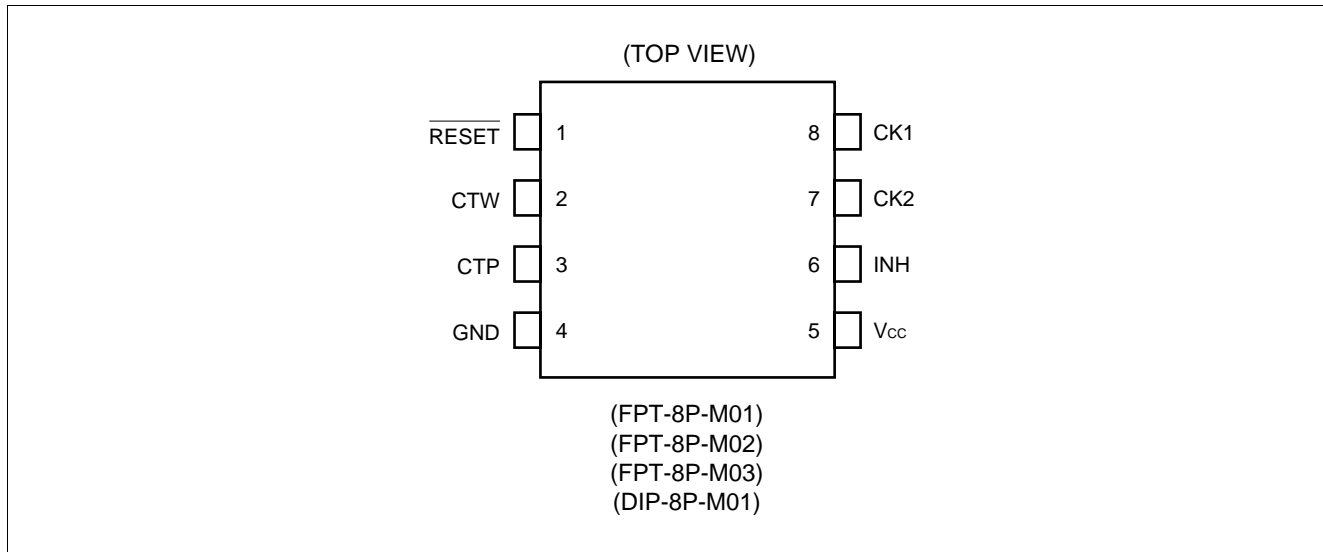 (TOP VIEW)
RESET 1 8 CK1
CTW 2 7 CK2
CTP 3 6 INH
GND 4 5 Vcc
(FPT-8P-M01)
(FPT-8P-M02)
(FPT-8P-M03)
(DIP-8P-M01)